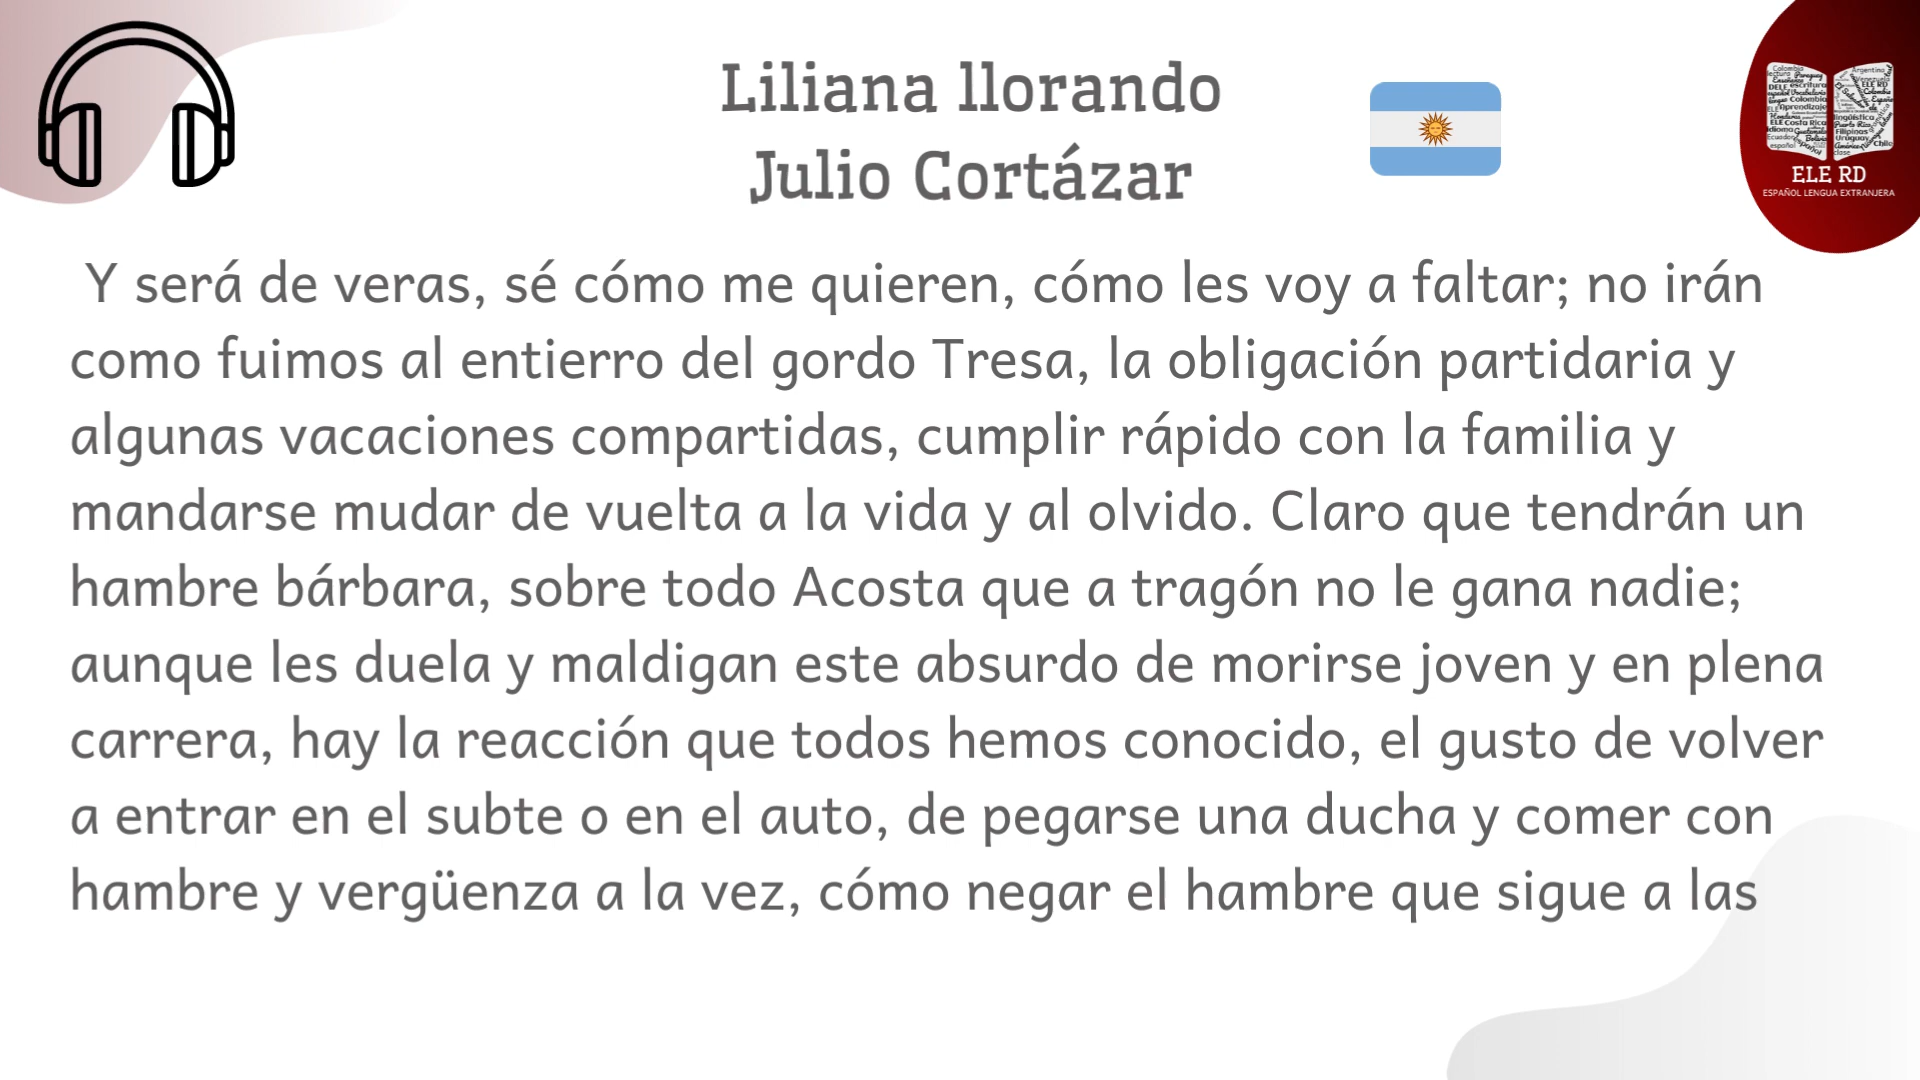 Liliana llorando
Julio Cortázar
ELE RD
ESPAÑOL LENGUA EXTRANJERA
Y será de veras, sé cómo me quieren, cómo les voy a faltar; no irán
como fuimos al entierro del gordo Tresa, la obligación partidaria y
algunas vacaciones compartidas, cumplir rápido con la familia y
mandarse mudar de vuelta a la vida y al olvido. Claro que tendrán un
hambre bárbara, sobre todo Acosta que a tragón no le gana nadie;
aunque les duela y maldigan este absurdo de morirse joven y en plena
carrera, hay la reacción que todos hemos conocido, el gusto de volver
a entrar en el subte o en el auto, de pegarse una ducha y comer con
hambre y vergüenza a la vez, cómo negar el hambre que sigue a las